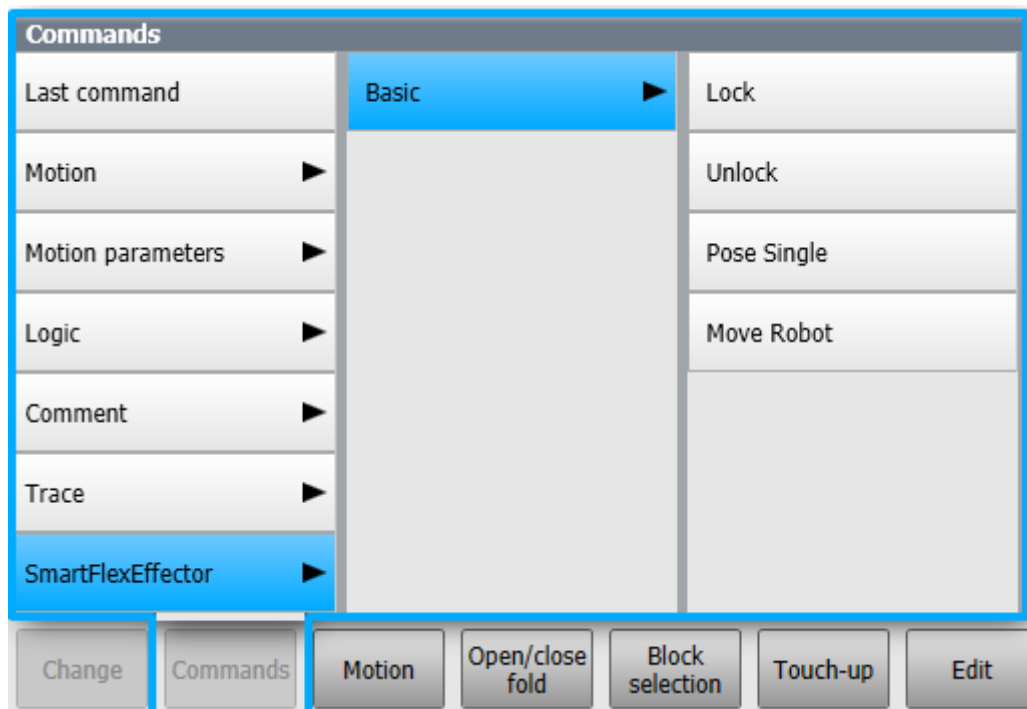 Commands
Last command
Motion
Motion parameters
Logic
Comment
Trace
SmartFlexEffector
Basic
Lock
Unlock
Pose Single
Move Robot
Change
Commands
Motion
Open/close
fold
Block
selection
Touch-up
Edit